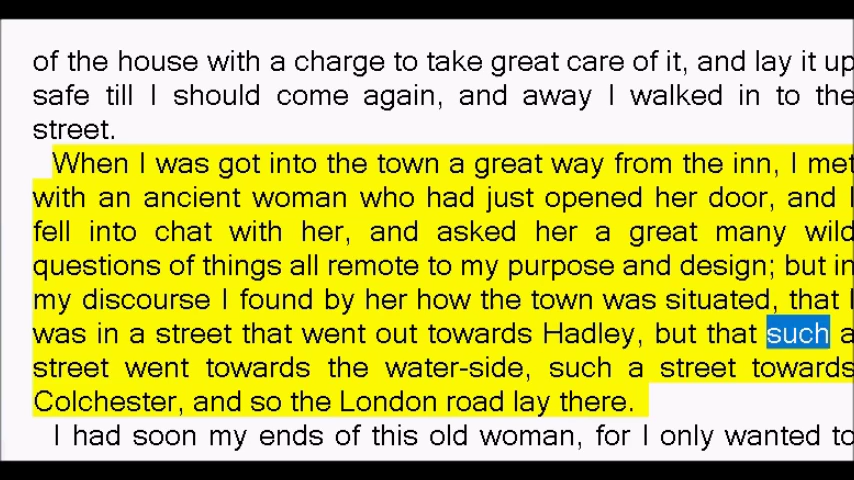 of the house with a charge to take great care of it, and lay it up
safe till I should come again, and away I walked in to the
street.
When I was got into the town a great way from the inn, I met
with an ancient woman who had just opened her door, and I
fell into chat with her, and asked her a great many wild
questions of things all remote to my purpose and design; but in
my discourse I found by her how the town was situated, that I
was in a street that went out towards Hadley, but that such a
street went towards the water-side, such a street towards
Colchester, and so the London road lay there.
I had soon my ends of this old woman, for I only wanted to